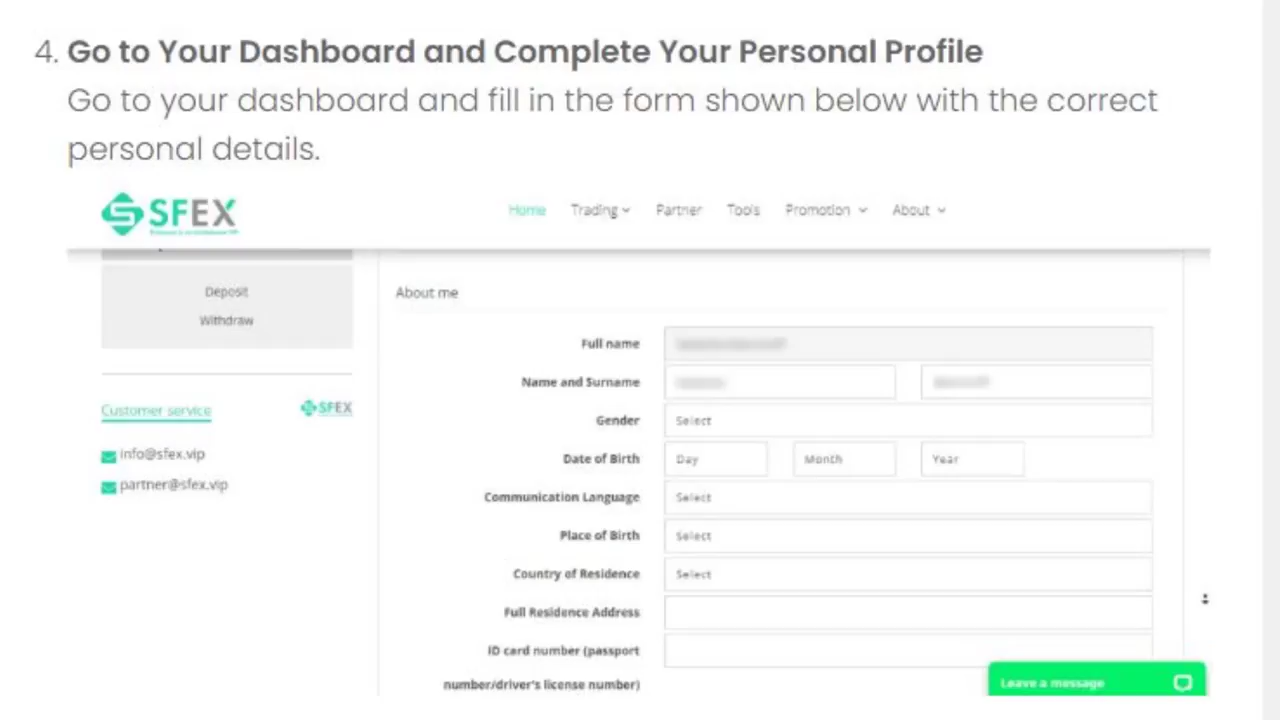 4. Go to Your Dashboard and Complete Your Personal Profile
Go to your dashboard and fill in the form shown below with the correct
personal details.
SFEX
Home Trading Partner Tools Promotion About
Deposit
Withdraw
Customer service SFEX
info@sfex.vip
partner@sfex.vip
About me
Full name
Name and Surname
Gender Select
Date of Birth Day Month Year
Communication Language Select
Place of Birth Select
Country of Residence Select
Full Residence Address
ID card number (passport
number/driver's license number)
Leave a message